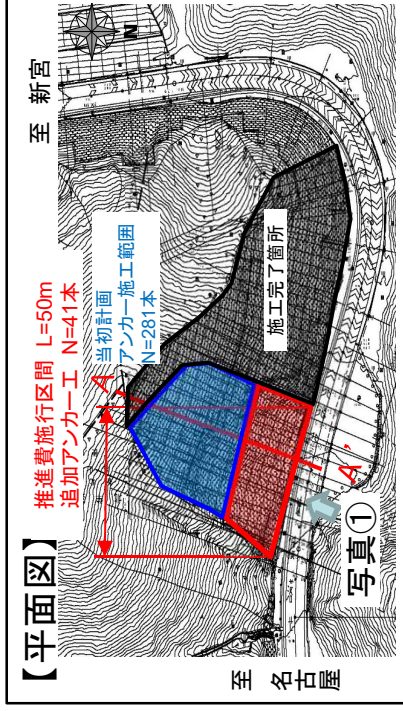 【平面図】
至 新宮
推進費施行区間 L=50m
追加アンカー工 N=41本
当初計画
アンカー施工範囲
N=281本
A
施工完了箇所
A'
写真①
至 名古屋
N